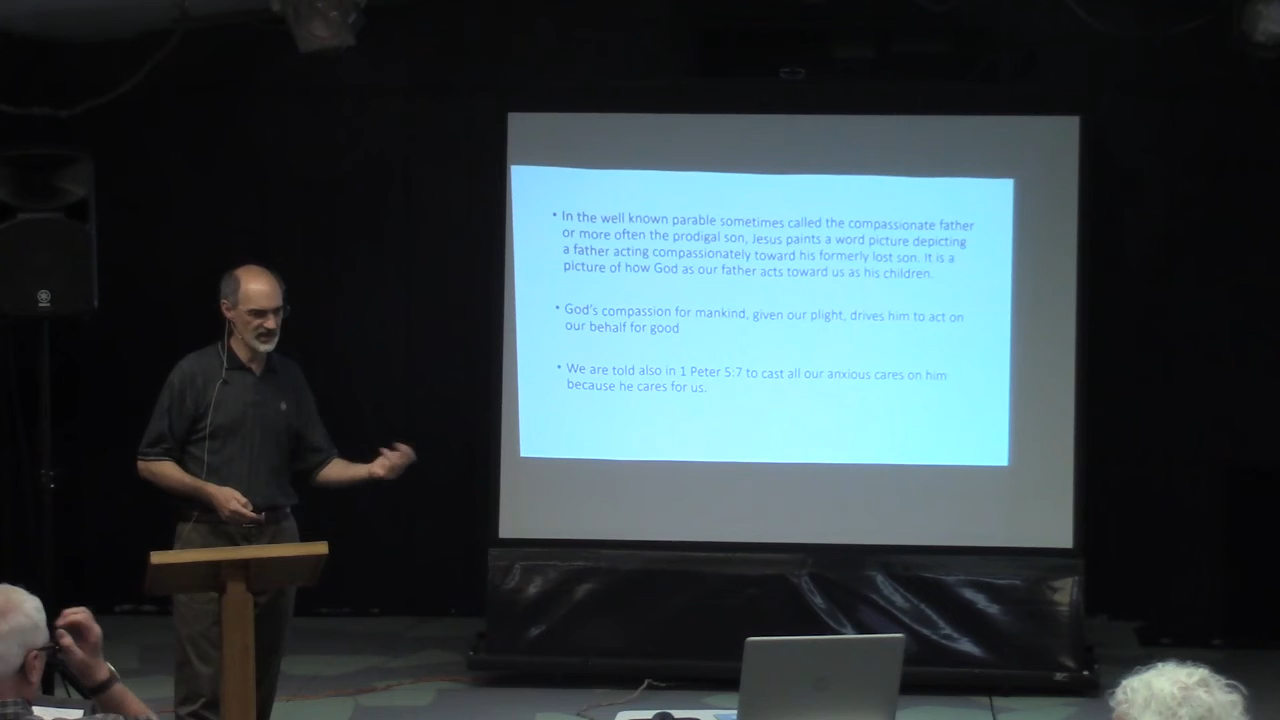 • In the well known parable sometimes called the compassionate father
or more often the prodigal son, Jesus paints a word picture depicting
a father acting compassionately toward his formerly lost son. It is a
picture of how God as our father acts toward us as his children.
• God's compassion for mankind, given our plight, drives him to act on
our behalf for good
• We are told also in 1 Peter 5:7 to cast all our anxious cares on him
because he cares for us.